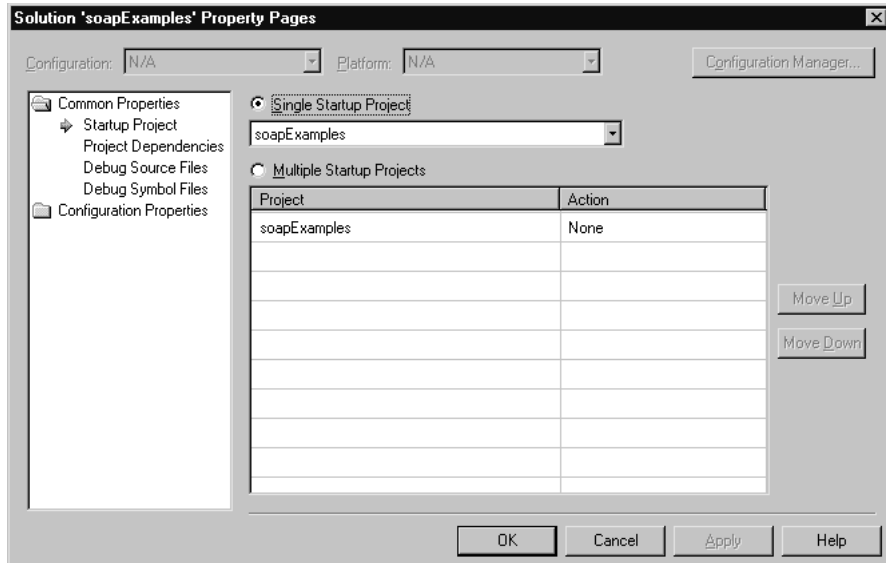 Solution 'soapExamples' Property Pages
Configuration: N/A Platform: N/A Configuration Manager...
Common Properties
Startup Project
Project Dependencies
Debug Source Files
Debug Symbol Files
Configuration Properties
Single Startup Project
soapExamples
Multiple Startup Projects
Project Action
soapExamples None
Move Up
Move Down
OK Cancel Apply Help